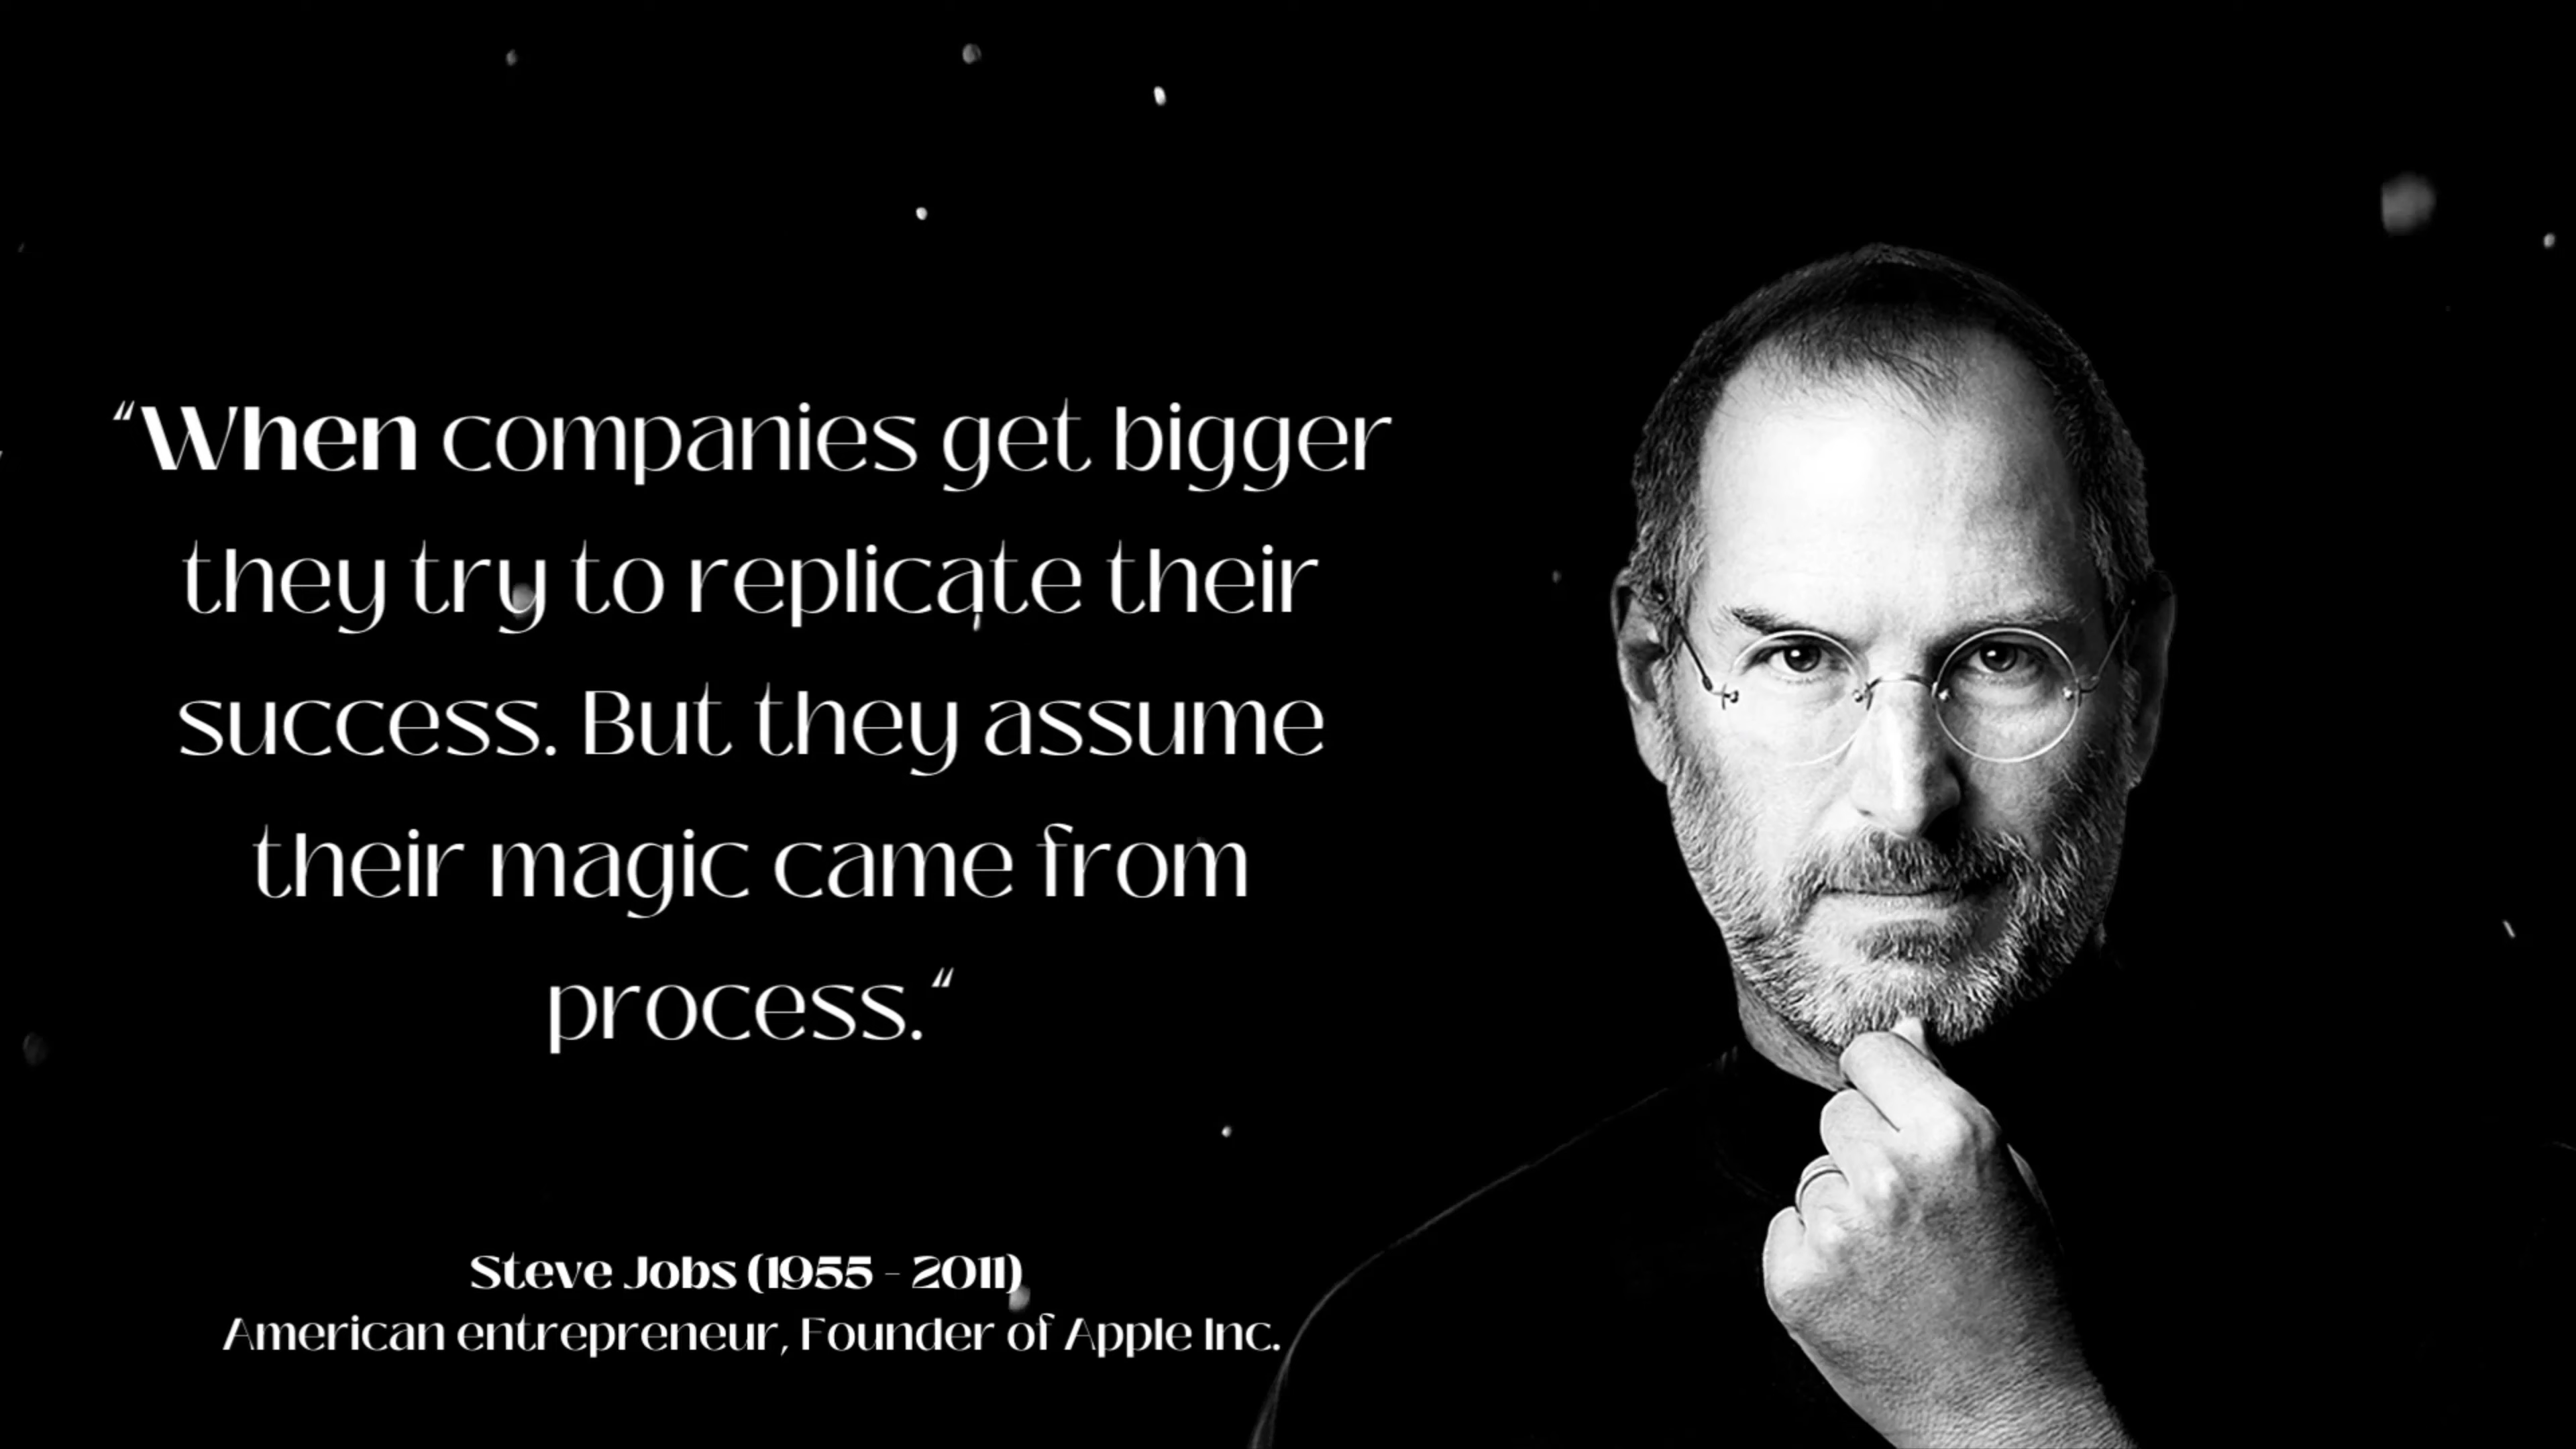 “When companies get bigger
they try to replicate their
success. But they assume
their magic came from
process.“
Steve Jobs (1955 - 2011)
American entrepreneur, Founder of Apple Inc.